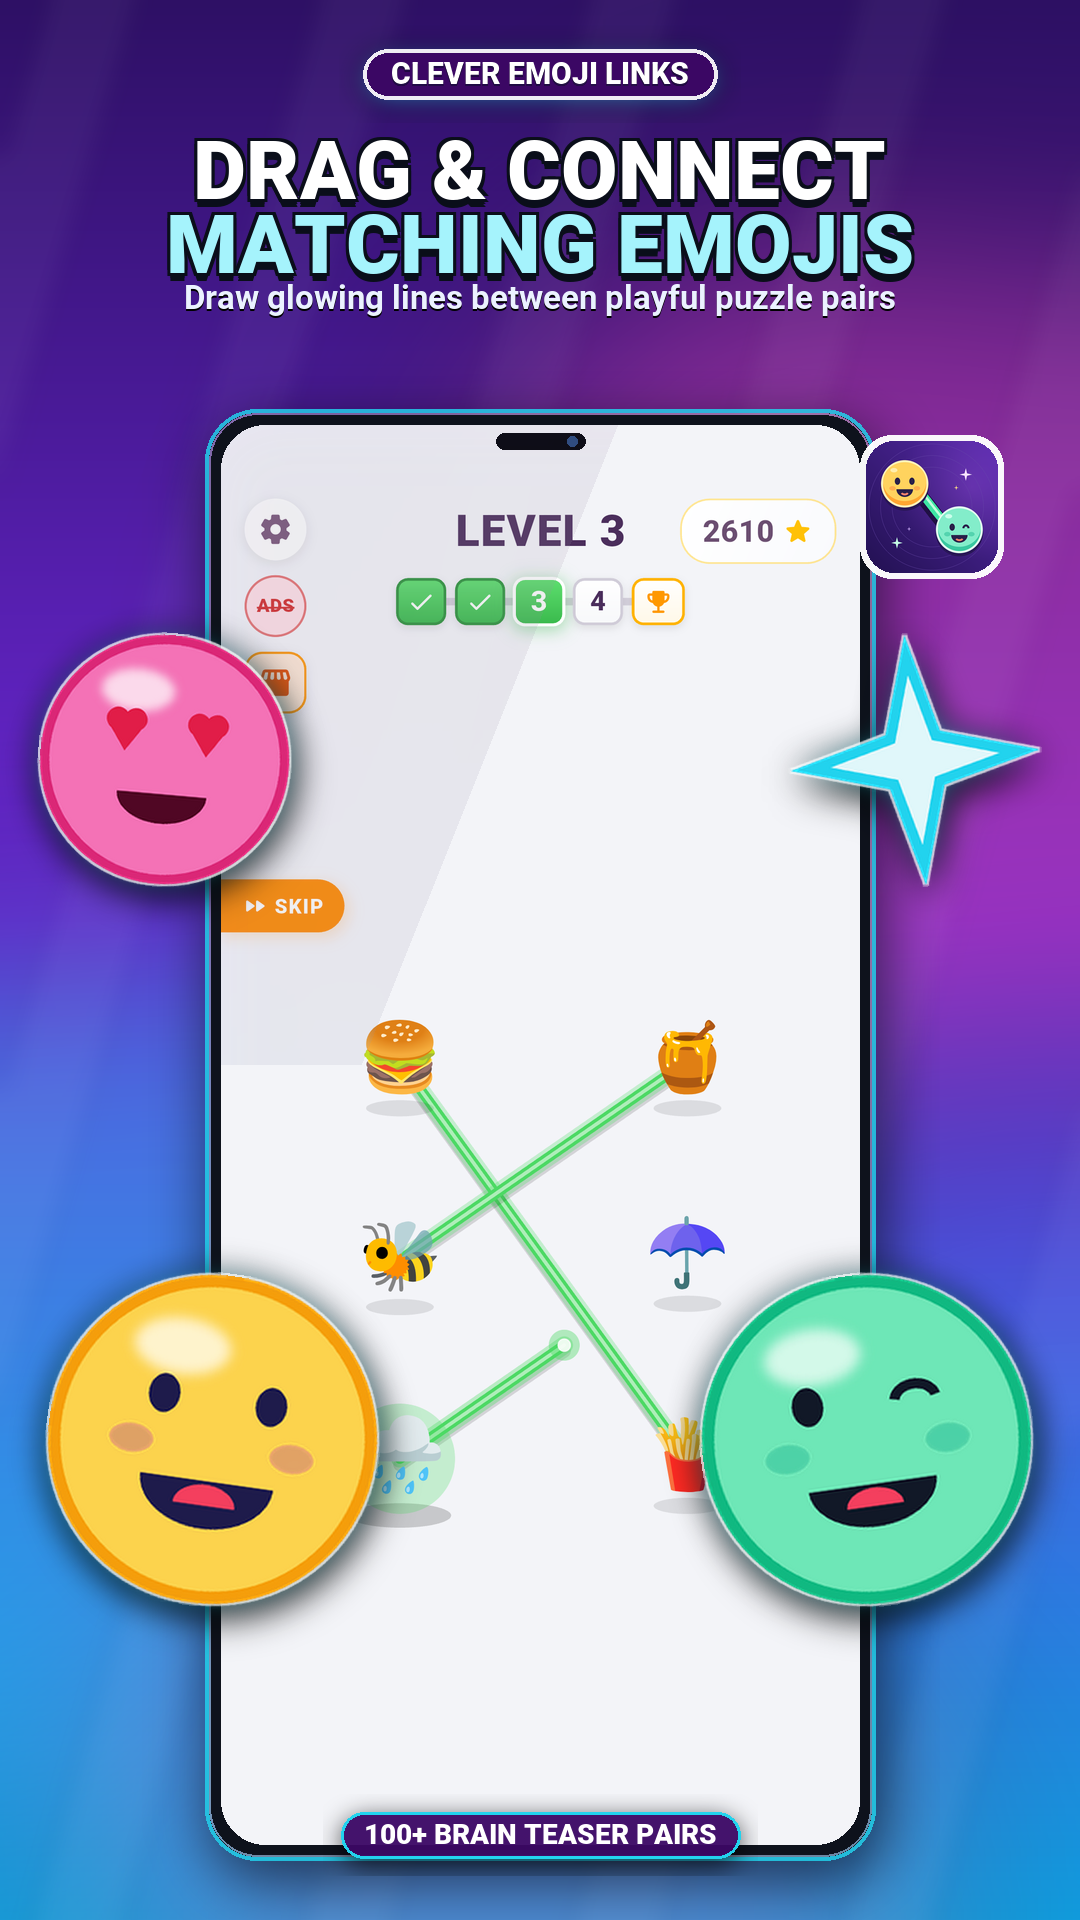 CLEVER EMOJI LINKS
DRAG & CONNECT
MATCHING EMOJIS
Draw glowing lines between playful puzzle pairs
LEVEL 3
2610
ADS
3
4
SKIP
100+ BRAIN TEASER PAIRS